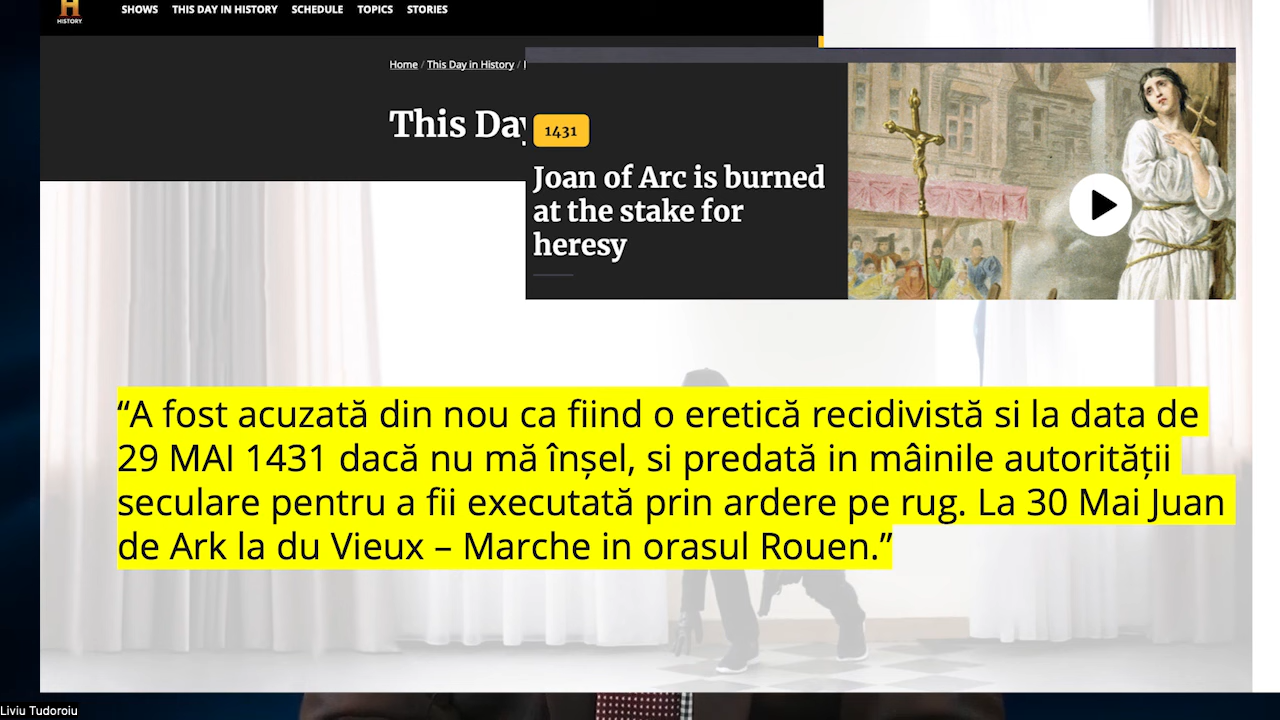 HISTORY
SHOWS THIS DAY IN HISTORY SCHEDULE TOPICS STORIES
Home / This Day in History /
This Day
1431
Joan of Arc is burned
at the stake for
heresy
“A fost acuzată din nou ca fiind o eretică recidivistă si la data de
29 MAI 1431 dacă nu mă înșel, si predată in mâinile autorității
seculare pentru a fii executată prin ardere pe rug. La 30 Mai Juan
de Ark la du Vieux – Marche in orasul Rouen.”
Liviu Tudoroiu